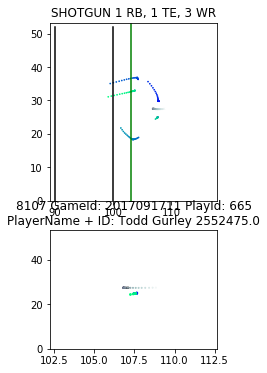 SHOTGUN 1 RB, 1 TE, 3 WR
50
40
30
20
10
0
90 100 110
8107 GameId: 2017091711 PlayId: 665
PlayerName + ID: Todd Gurley 2552475.0
40
20
0
102.5 105.0 107.5 110.0 112.5